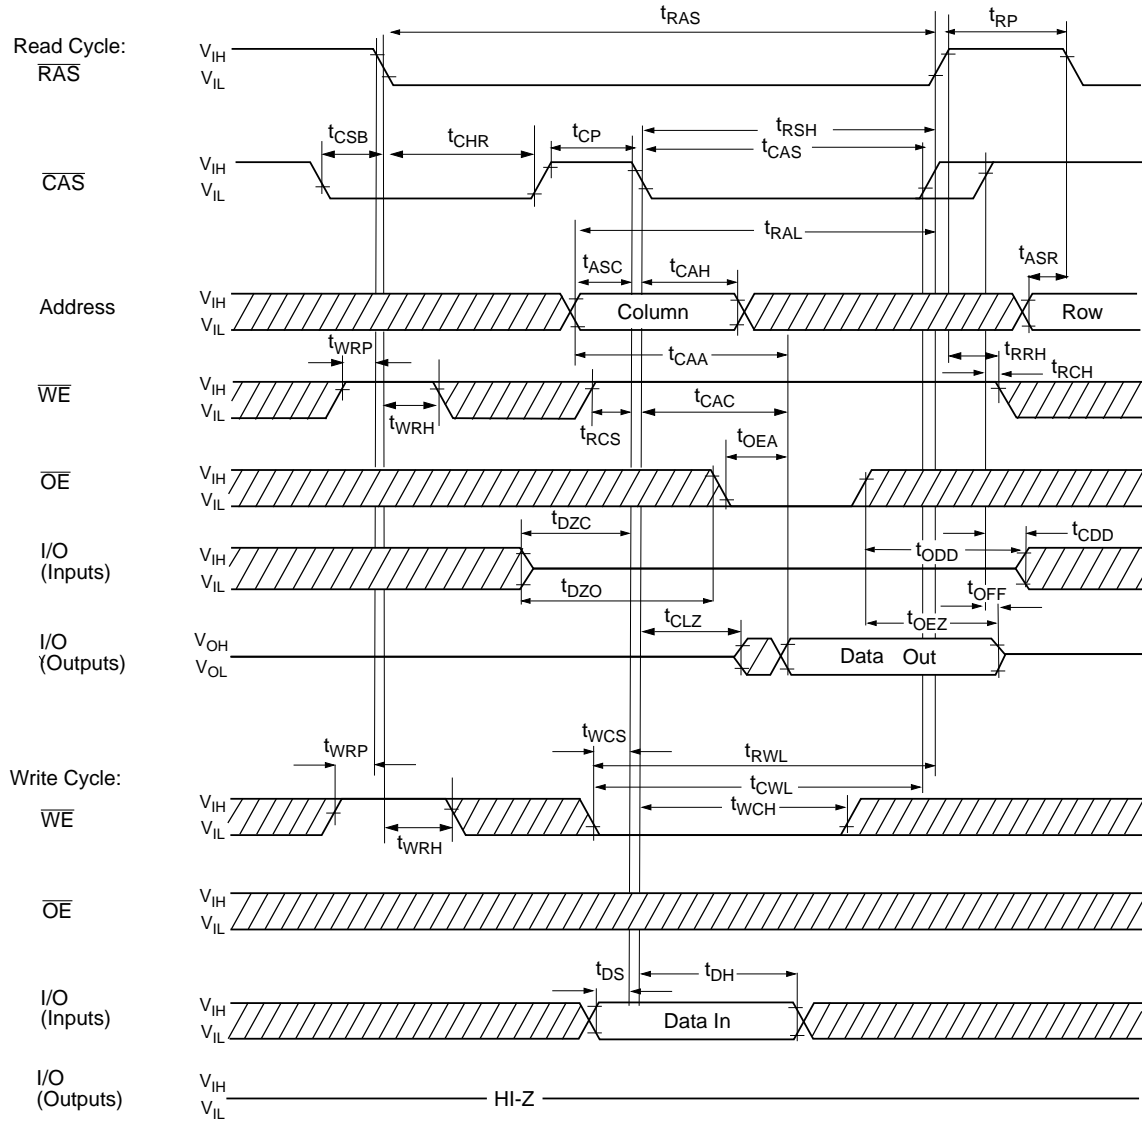 tRAS
tRP
Read Cycle:
RAS
VIH
VIL
tCSB
tCHR
tCP
tRSH
tCAS
CAS
VIH
VIL
tRAL
tASC
tCAH
tASR
Address
VIH
VIL
Column
Row
tWRP
tCAA
tRRH
tRCH
WE
VIH
VIL
tWRH
tRCS
tCAC
tOEA
OE
VIH
VIL
tDZC
tCDD
tODD
I/O
(Inputs)
VIH
VIL
tDZO
tOFF
tCLZ
tOEZ
I/O
(Outputs)
VOH
VOL
Data Out
tWCS
tWRP
tRWL
Write Cycle:
tCWL
tWCH
WE
VIH
VIL
tWRH
OE
VIH
VIL
tDS
tDH
I/O
(Inputs)
VIH
VIL
Data In
I/O
(Outputs)
VIH
VIL
HI-Z